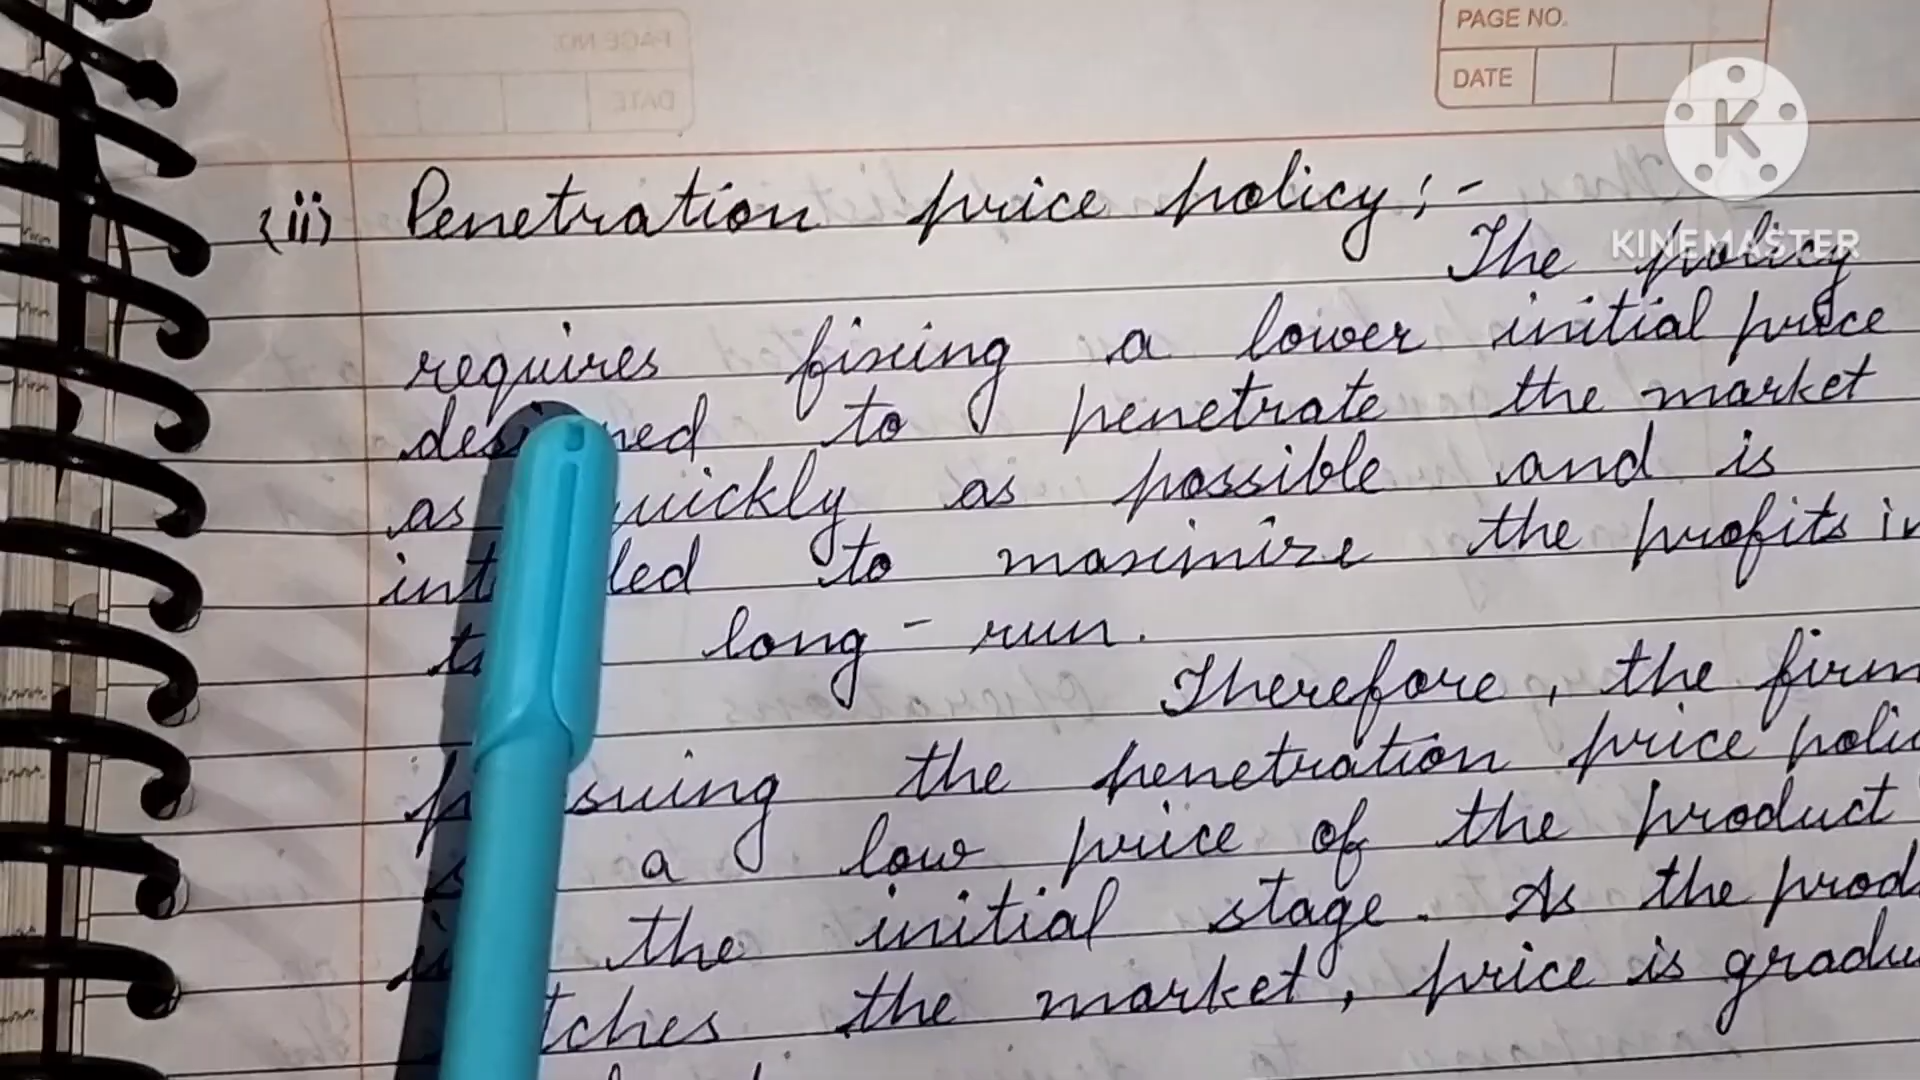 PAGE NO.
DATE
K
KINEMASTER
(ii) Penetration price policy:-
The policy
requires fixing a lower initial price
to penetrate the market
as quickly as possible and is
to maximize the profits in
long-run.
Therefore, the firm
the penetration price
a low price of the product
the initial stage. As the
the market, price is